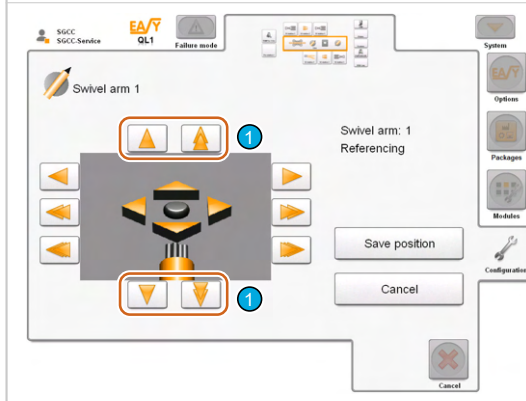 SGCC
SGCC-Service
EASY
QL1
Failure mode
System
Swivel arm 1
1
Swivel arm: 1
Referencing
EASY
Options
Packages
Modules
Save position
Configuration
Cancel
1
Cancel